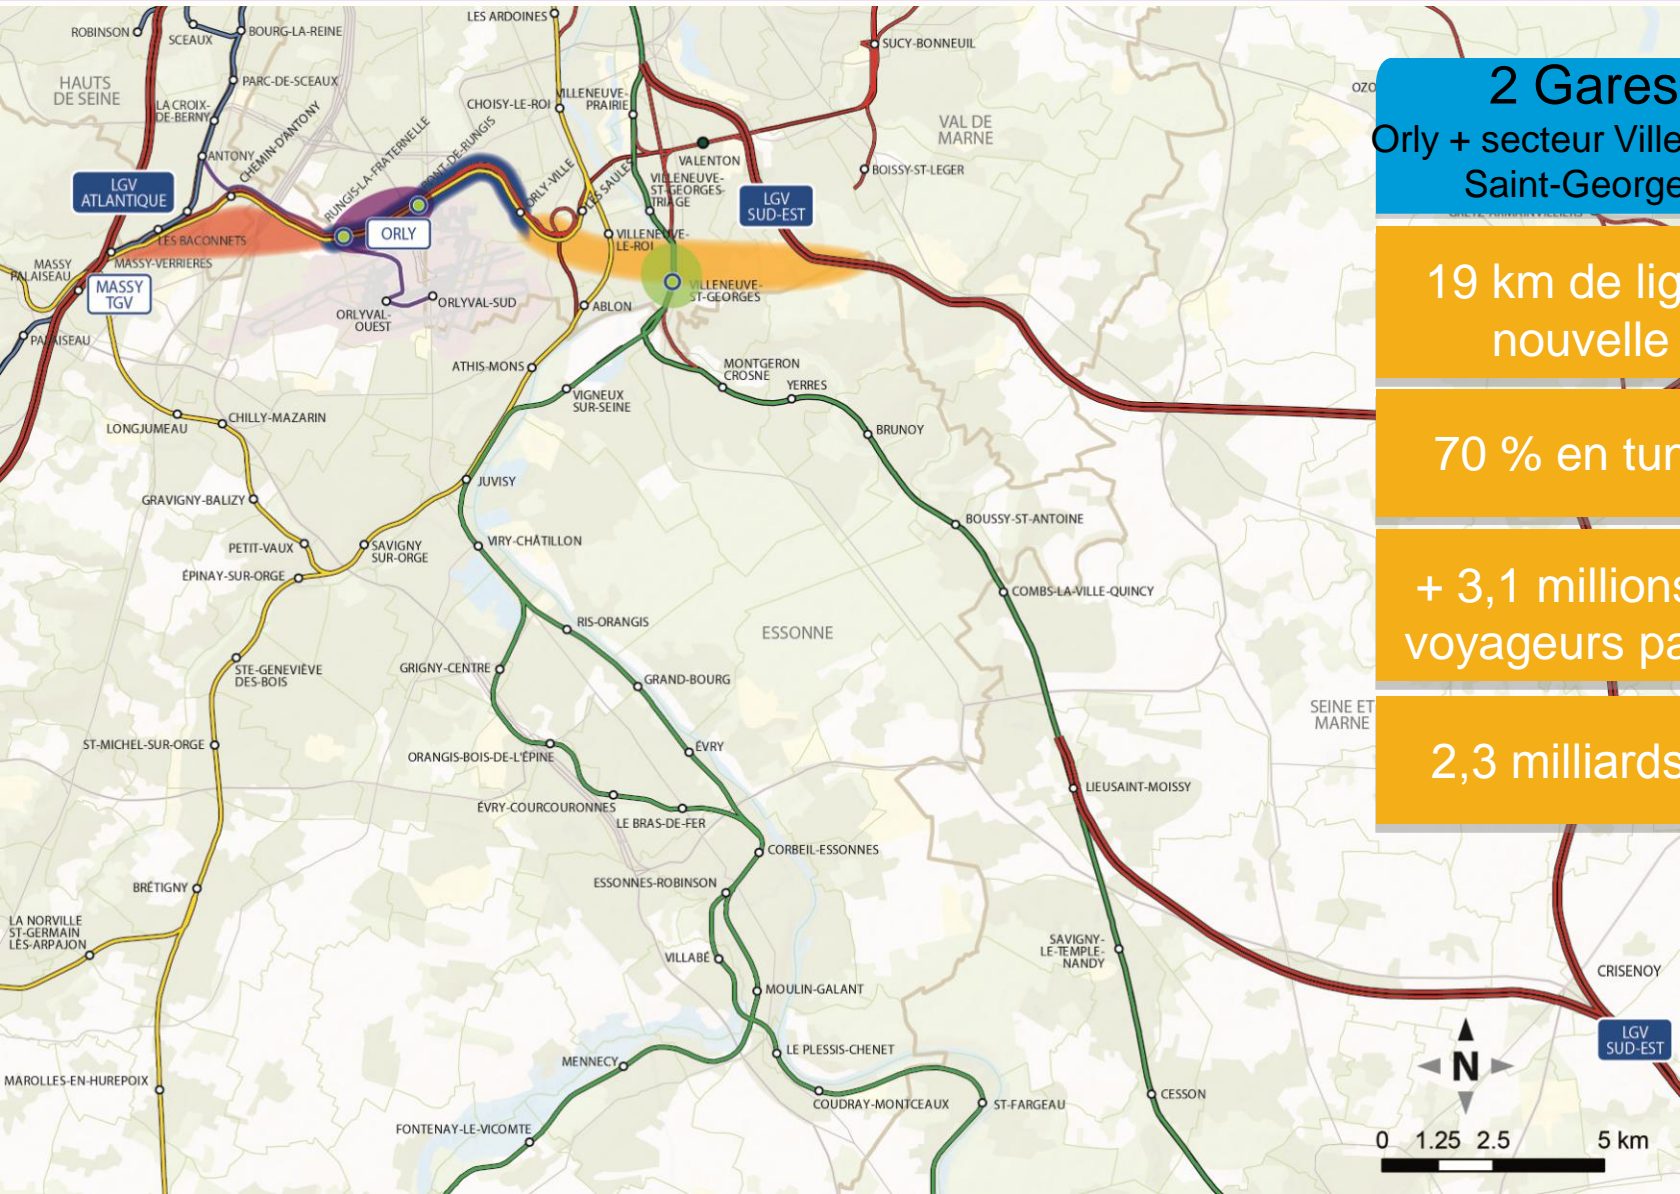 ROBINSON
SCEAUX
BOURG-LA-REINE
HAUTS
DE SEINE
PARC-DE-SCEAUX
LA CROIX-
DE-BERNY
ANTONY
CHEMIN-D'ANTONY
RUNGIS-LA-FRATERNELLE
PONT-DE-RUNGIS
LGV
ATLANTIQUE
LES BACONNETS
MASSY-VERRIERES
MASSY
PALAISEAU
MASSY
TGV
PALAISEAU
ORLY
ORLYVAL-
OUEST
ORLYVAL-SUD
LES ARDOINES
CHOISY-LE-ROI
VILLENEUVE-
PRAIRIE
ORLY-VILLE
LES SAULES
VALENTON
VILLENEUVE-
ST-GEORGES-
TRIAGE
VILLENEUVE-
LE-ROI
VILLENEUVE-
ST-GEORGES
ABLON
ATHIS-MONS
SUCY-BONNEUIL
VAL DE
MARNE
BOISSY-ST-LEGER
LGV
SUD-EST
2 Gares
Orly + secteur Ville
Saint-George
19 km de lig
nouvelle
70 % en tun
+ 3,1 millions
voyageurs pa
2,3 milliards
VIGNEUX
SUR-SEINE
MONTGERON
CROSNE
YERRES
BRUNOY
LONGJUMEAU
CHILLY-MAZARIN
GRAVIGNY-BALIZY
JUVISY
BOUSSY-ST-ANTOINE
PETIT-VAUX
SAVIGNY
SUR-ORGE
VIRY-CHÂTILLON
ÉPINAY-SUR-ORGE
COMBS-LA-VILLE-QUINCY
RIS-ORANGIS
ESSONNE
STE-GENEVIÈVE
DES-BOIS
GRIGNY-CENTRE
GRAND-BOURG
SEINE ET
MARNE
ST-MICHEL-SUR-ORGE
ORANGIS-BOIS-DE-L'ÉPINE
ÉVRY
LIEUSAINT-MOISSY
ÉVRY-COURCOURONNES
LE BRAS-DE-FER
CORBEIL-ESSONNES
BRÉTIGNY
ESSONNES-ROBINSON
LA NORVILLE
ST-GERMAIN
LÈS-ARPAJON
VILLABÉ
SAVIGNY-
LE-TEMPLE-
NANDY
MOULIN-GALANT
CRISENOY
LGV
SUD-EST
MENNECY
LE PLESSIS-CHENET
MAROLLES-EN-HUREPOIX
COUDRAY-MONTCEAUX
ST-FARGEAU
CESSON
FONTENAY-LE-VICOMTE
N
0 1.25 2.5 5 km
OZO